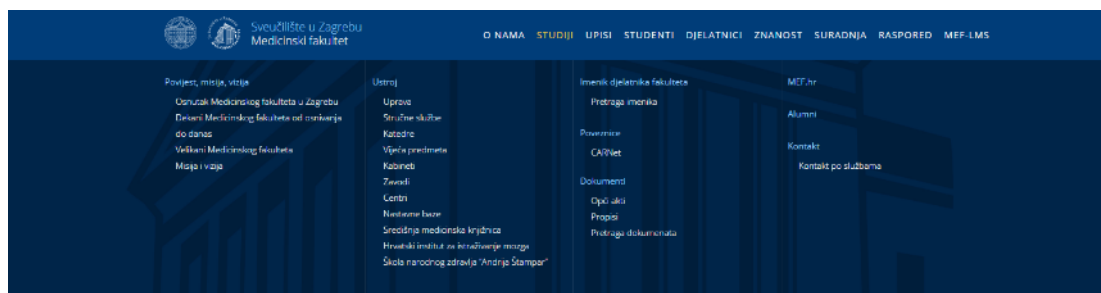 Sveučilište u Zagrebu
Medicinski fakultet
O NAMA STUDIJI UPISI STUDENTI DJELATNICI ZNANOST SURADNJA RASPORED MEF-LMS
Povijest, misija, vizija
Osnutak Medicinskog fakulteta u Zagrebu
Dekani Medicinskog fakulteta od osnivanja
do danas
Velikani Medicinskog fakulteta
Misija i vizija
Ustroj
Uprava
Stručne službe
Katedre
Vijeća predmeta
Kabineti
Zavodi
Centri
Nastavne baze
Središnja medicinska knjižnica
Hrvatski institut za istraživanje mozga
Škola narodnog zdravlja "Andrija Štampar"
Imenik djelatnika fakulteta
Pretraga imenika
Poveznice
CARNet
Dokumenti
Opći akti
Propisi
Pretraga dokumenata
MEF.hr
Alumni
Kontakt
Kontakt po službama